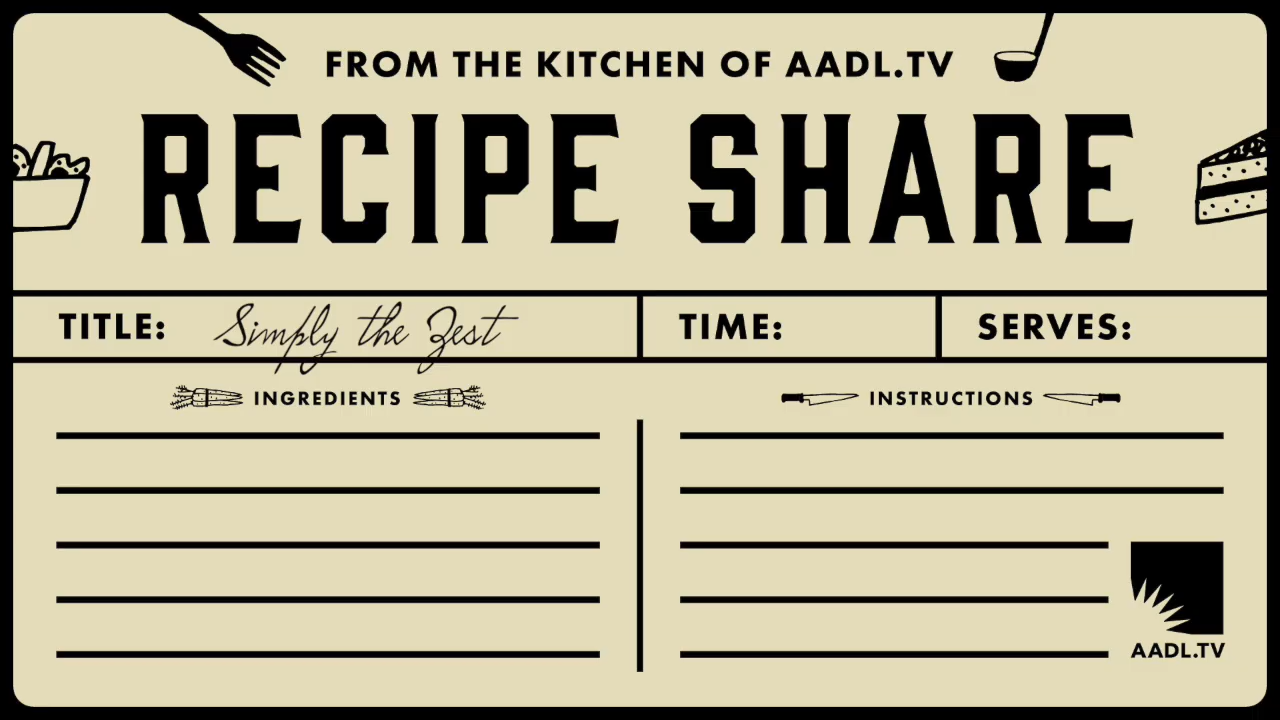 FROM THE KITCHEN OF AADL.TV
RECIPE SHARE
TITLE: Simply the Zest
TIME:
SERVES:
INGREDIENTS
INSTRUCTIONS
AADL.TV